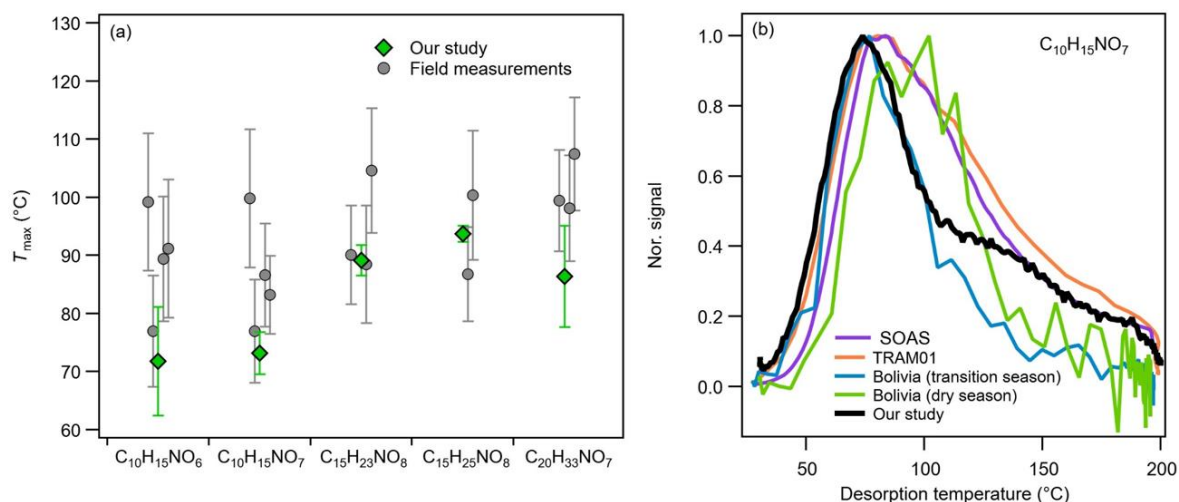 (a)
Our study
Field measurements
130
120
110
100
90
80
70
60
T_max (°C)
C₁₀H₁₅NO₆ C₁₀H₁₅NO₇ C₁₅H₂₃NO₈ C₁₅H₂₅NO₈ C₂₀H₃₃NO₇
(b)
C₁₀H₁₅NO₇
1.0
0.8
0.6
0.4
0.2
0.0
Nor. signal
SOAS
TRAM01
Bolivia (transition season)
Bolivia (dry season)
Our study
50 100 150 200
Desorption temperature (°C)